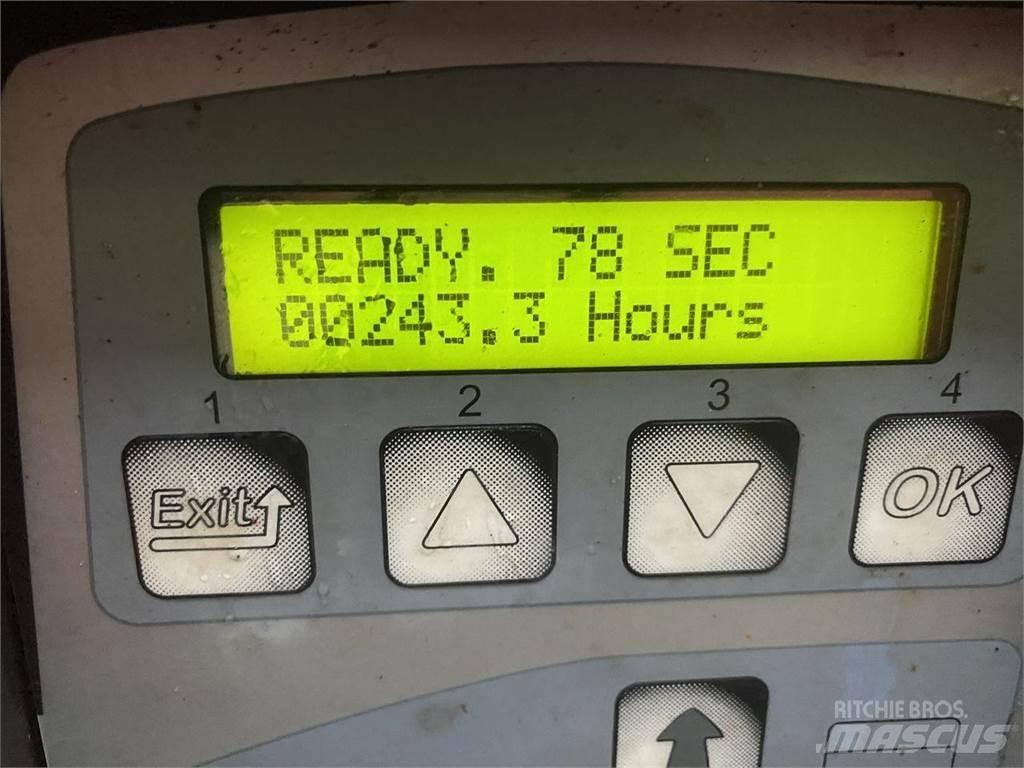 READY. 78 SEC
00243.3 Hours
1 2 3 4
Exit OK
RITCHIE BROS.
MASCUS